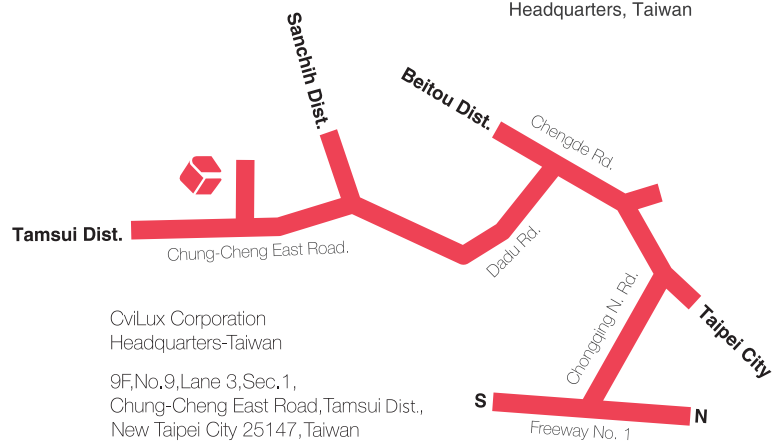 Headquarters, Taiwan
Sanchih Dist.
Beitou Dist.
Chengde Rd.
Tamsui Dist.
Chung-Cheng East Road.
Dadu Rd.
Chongqing N. Rd.
Taipei City
S
N
Freeway No. 1
CviLux Corporation
Headquarters-Taiwan
9F,No.9,Lane 3,Sec.1,
Chung-Cheng East Road,Tamsui Dist.,
New Taipei City 25147,Taiwan